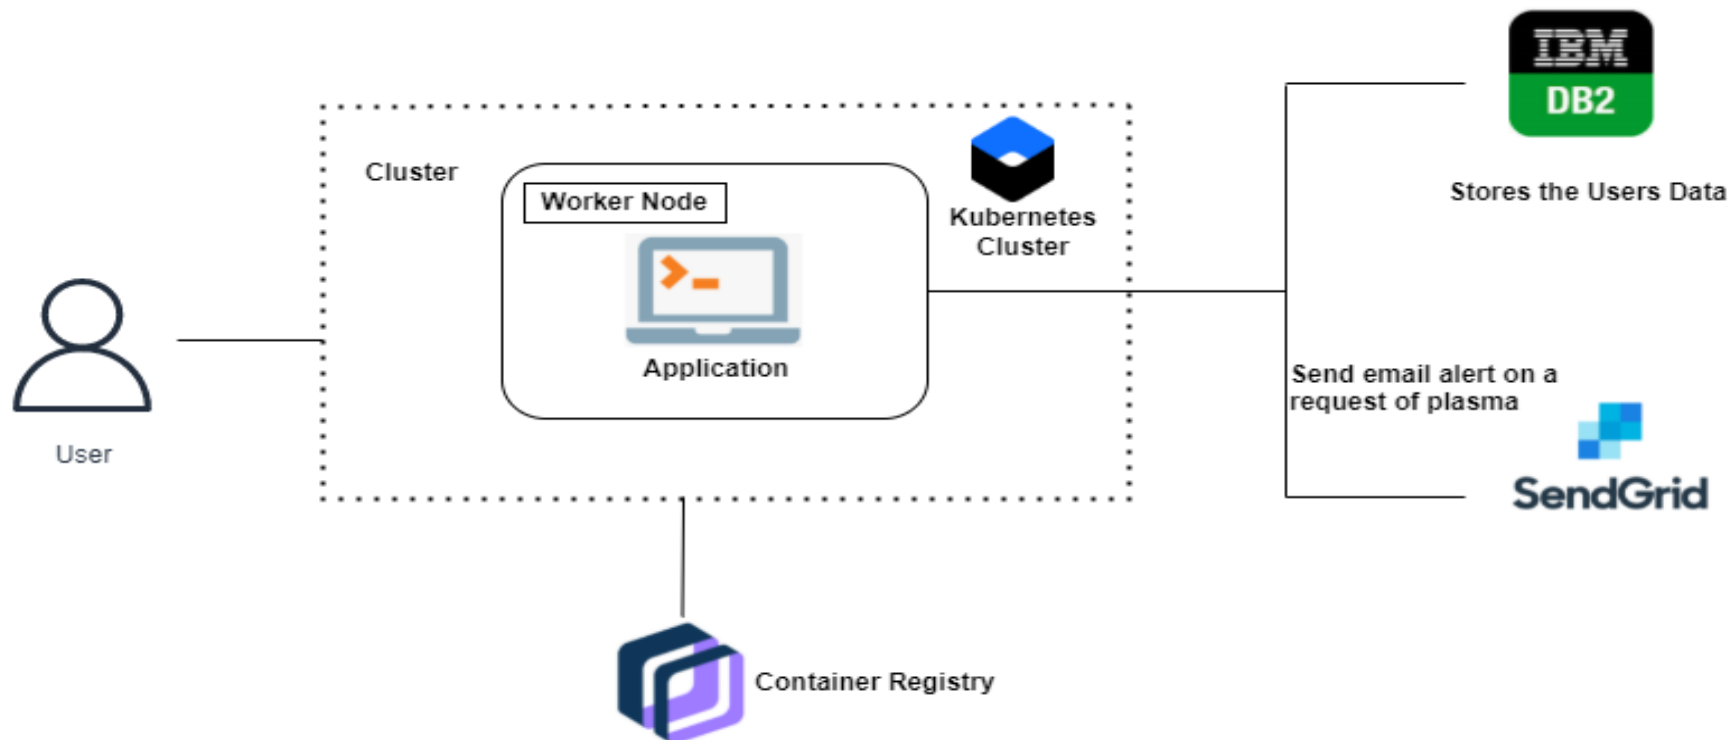 IBM
DB2
Stores the Users Data
Cluster
Worker Node
Kubernetes
Cluster
Application
User
Send email alert on a
request of plasma
SendGrid
Container Registry